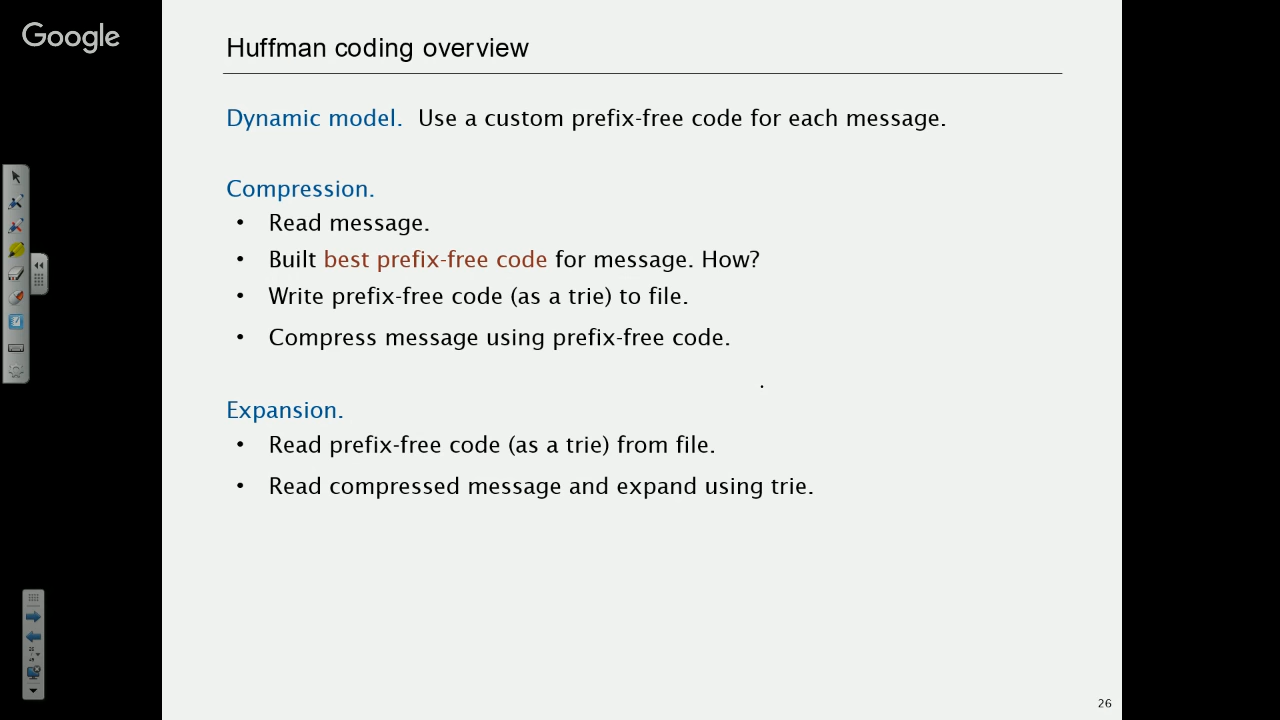 Google
Huffman coding overview
Dynamic model. Use a custom prefix-free code for each message.
Compression.
• Read message.
• Built best prefix-free code for message. How?
• Write prefix-free code (as a trie) to file.
• Compress message using prefix-free code.
.
Expansion.
• Read prefix-free code (as a trie) from file.
• Read compressed message and expand using trie.
26